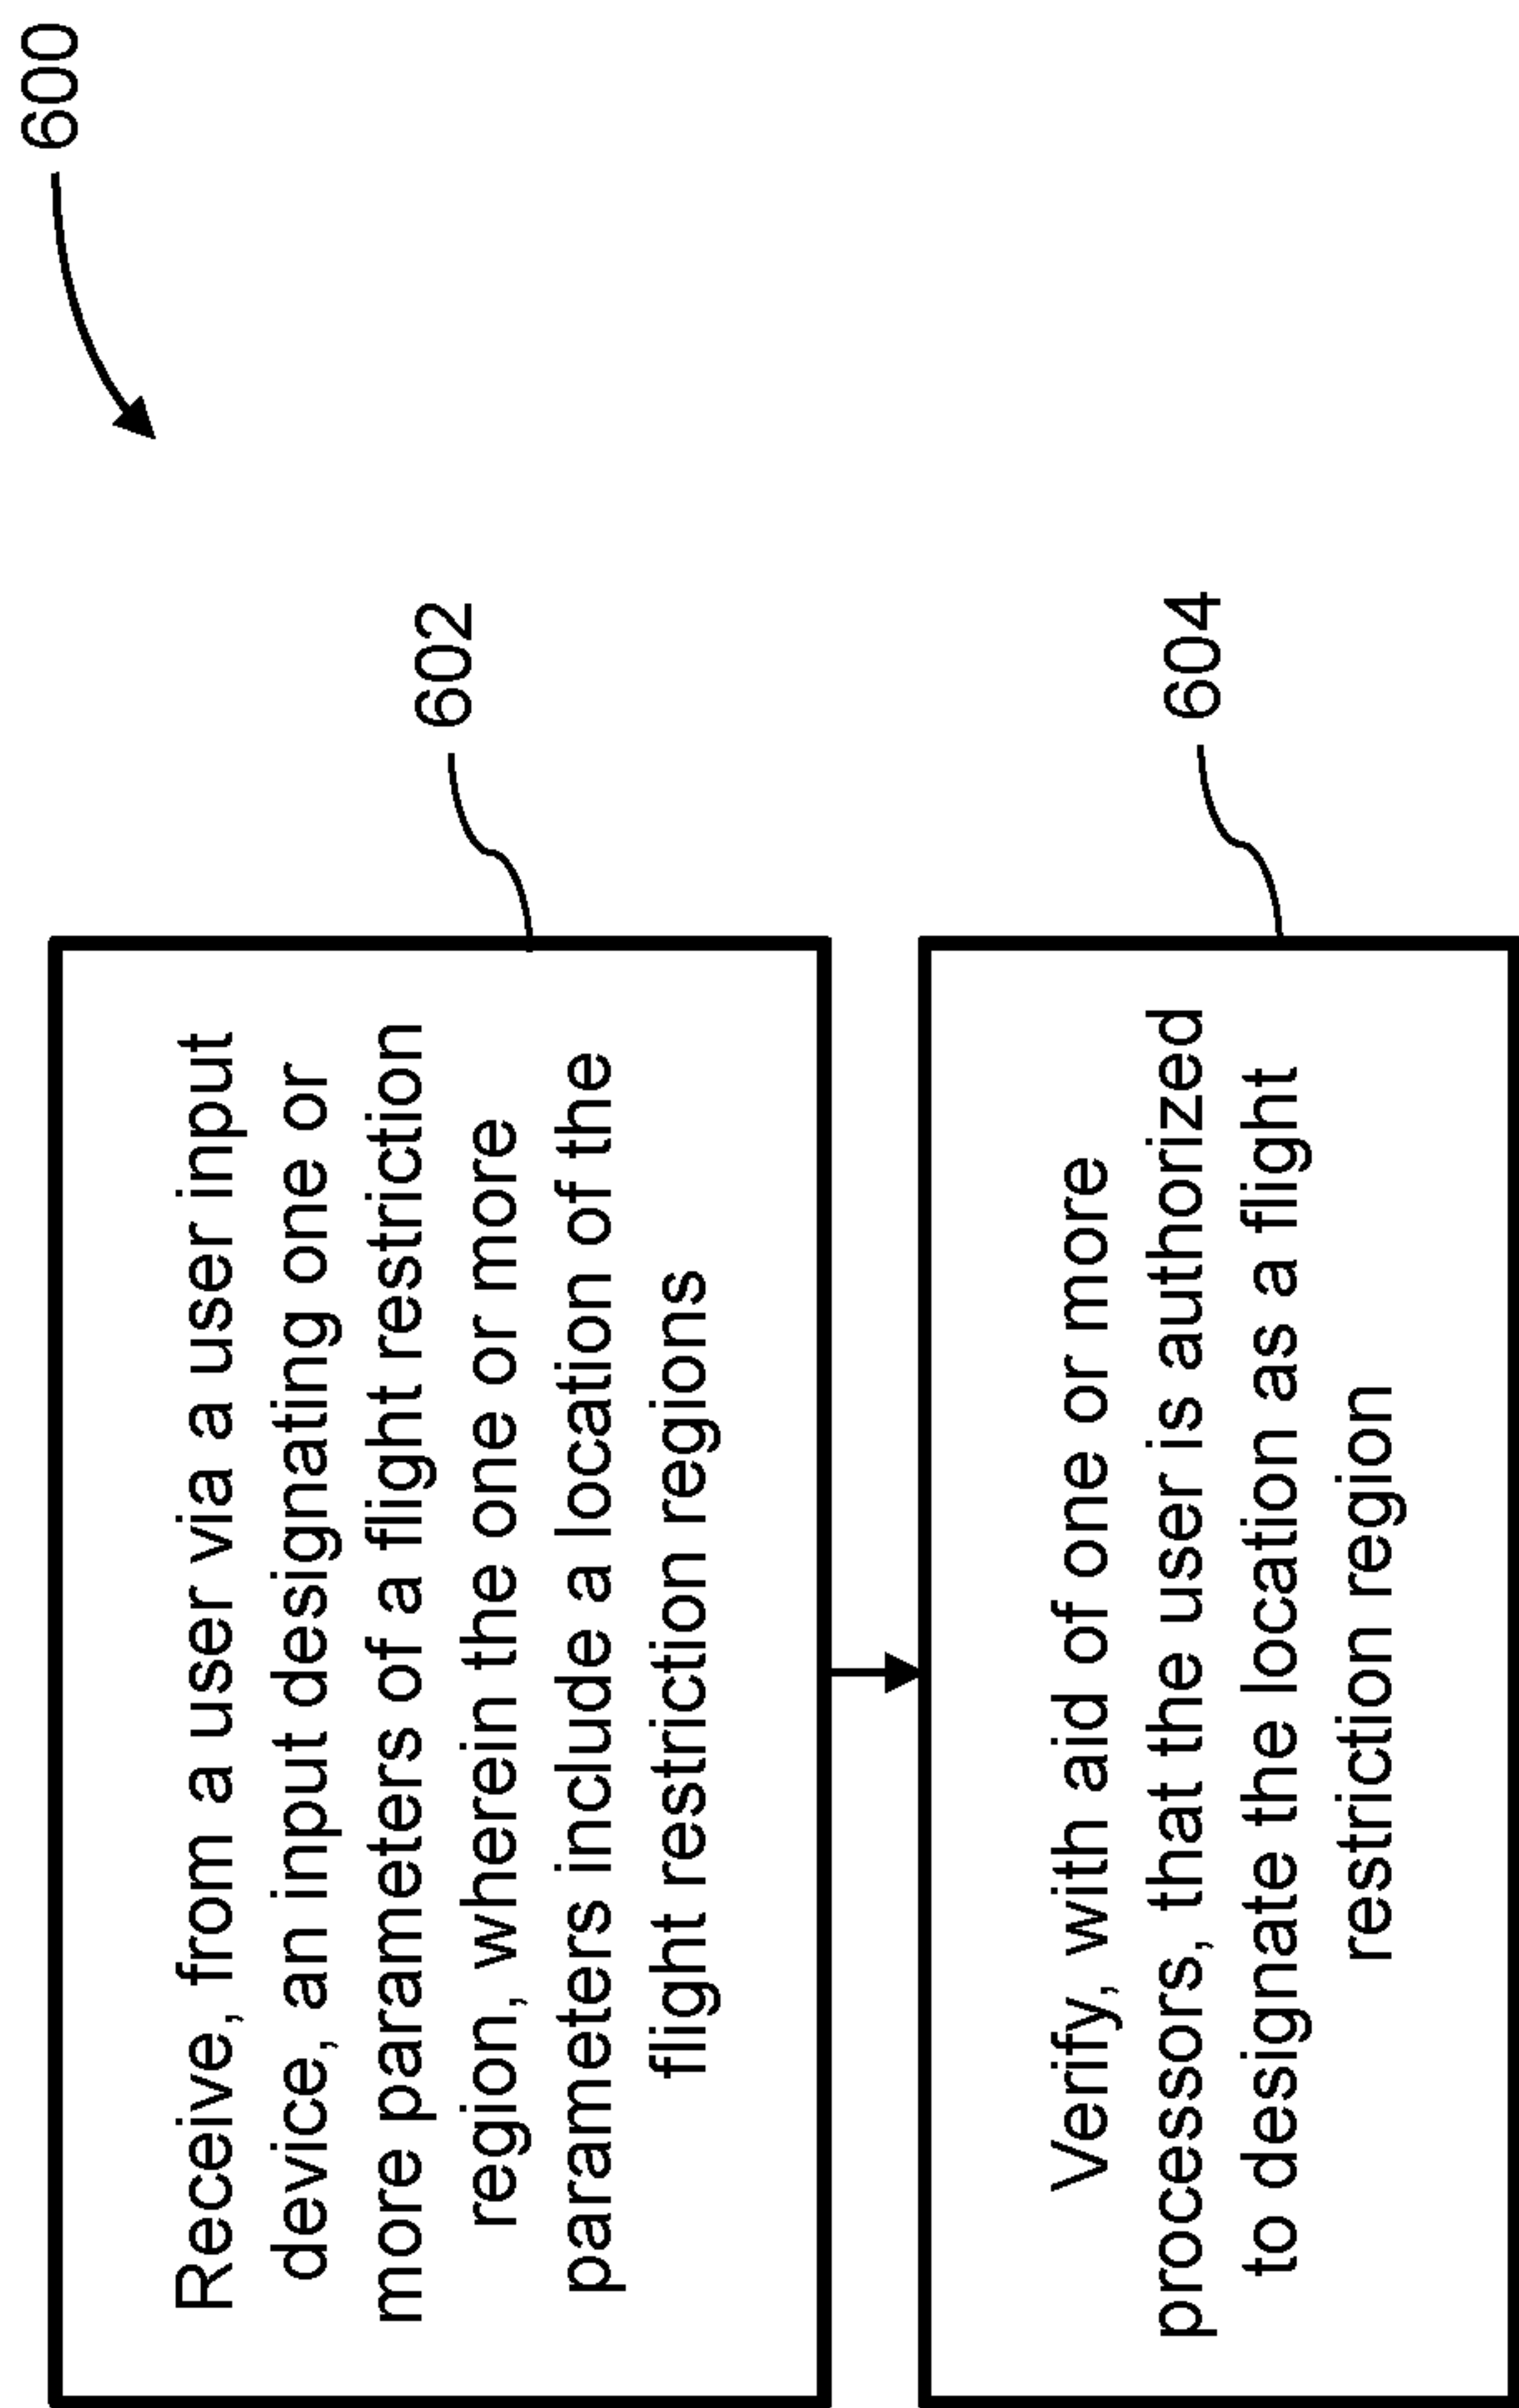 600
602
Receive, from a user via a user input
device, an input designating one or
more parameters of a flight restriction
region, wherein the one or more
parameters include a location of the
flight restriction regions
604
Verify, with aid of one or more
processors, that the user is authorized
to designate the location as a flight
restriction region